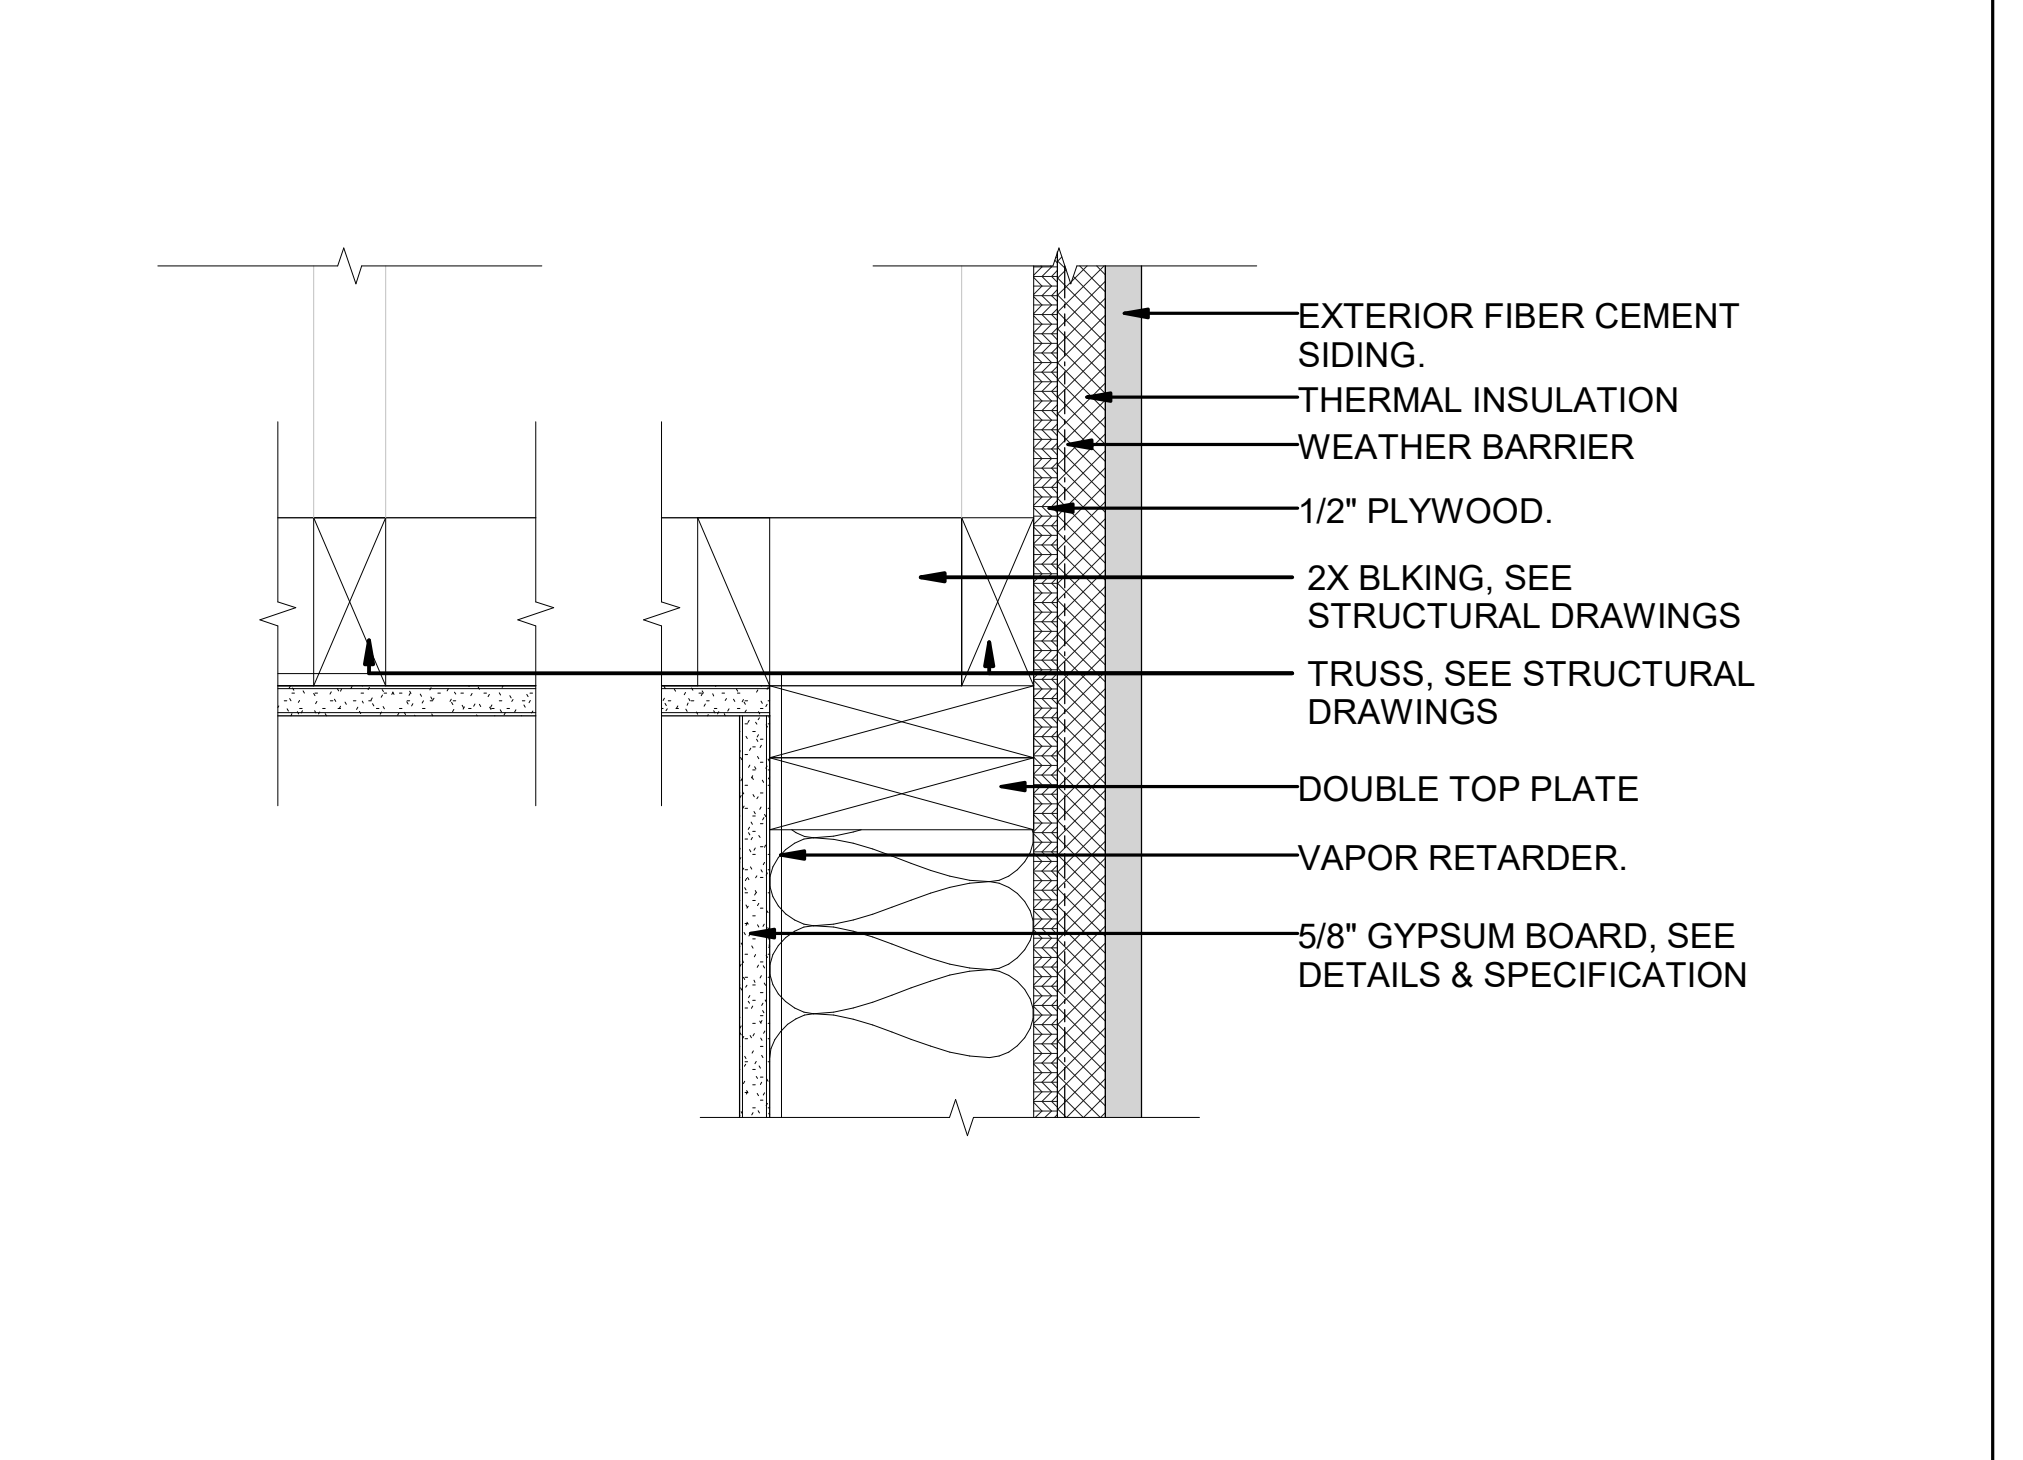 EXTERIOR FIBER CEMENT
SIDING.
THERMAL INSULATION
WEATHER BARRIER
1/2" PLYWOOD.
2X BLKING, SEE
STRUCTURAL DRAWINGS
TRUSS, SEE STRUCTURAL
DRAWINGS
DOUBLE TOP PLATE
VAPOR RETARDER.
5/8" GYPSUM BOARD, SEE
DETAILS & SPECIFICATION